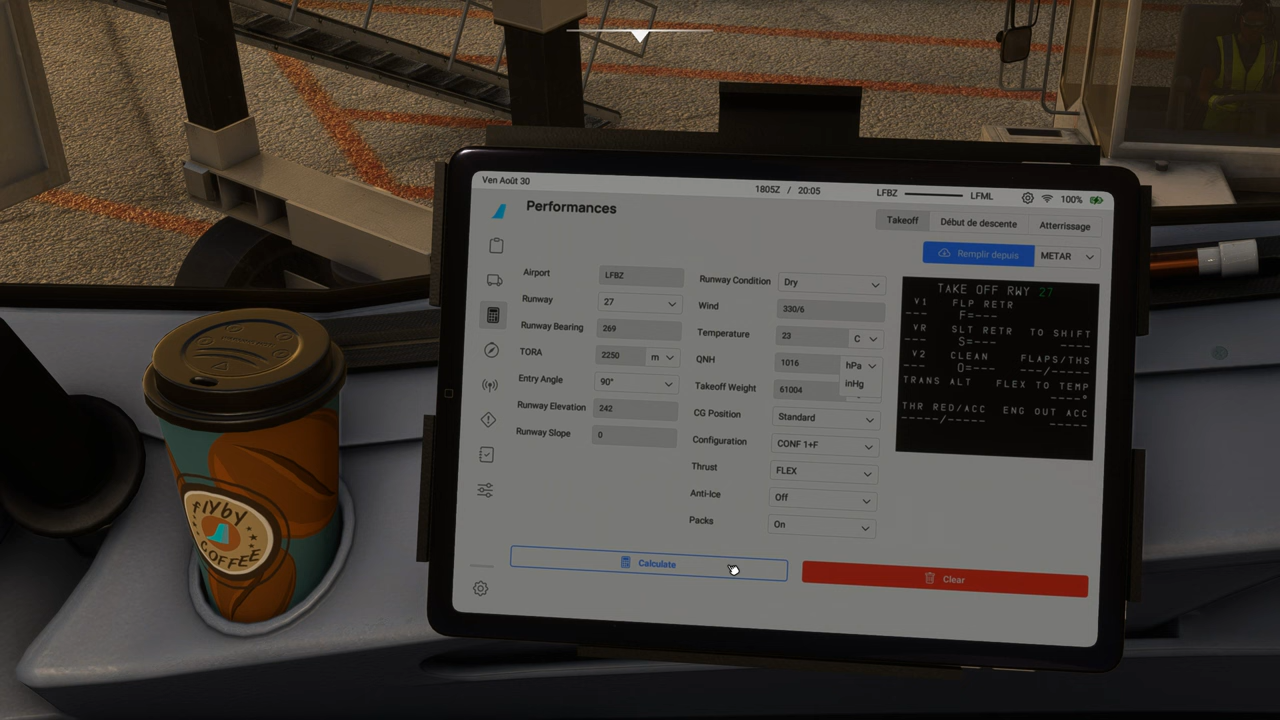 Ven Août 30
1805Z / 20:05
LFBZ LFML
100%
Performances
Takeoff
Début de descente
Atterrissage
Remplir depuis
METAR
Airport
LFBZ
Runway
27
Runway Bearing
269
TORA
2250
m
Entry Angle
90°
Runway Elevation
242
Runway Slope
0
Runway Condition
Dry
Wind
330/6
Temperature
23
C
QNH
1016
hPa
inHg
Takeoff Weight
61004
CG Position
Standard
Configuration
CONF 1+F
Thrust
FLEX
Anti-Ice
Off
Packs
On
TAKE OFF RWY 27
V1 FLP RETR
--- F=---
VR SLT RETR TO SHIFT
--- S=--- ----
V2 CLEAN FLAPS/THS
--- O=--- ---/----
TRANS ALT FLEX TO TEMP
----°
THR RED/ACC ENG OUT ACC
-----/----- -----
Calculate
Clear
flyby
COFFEE